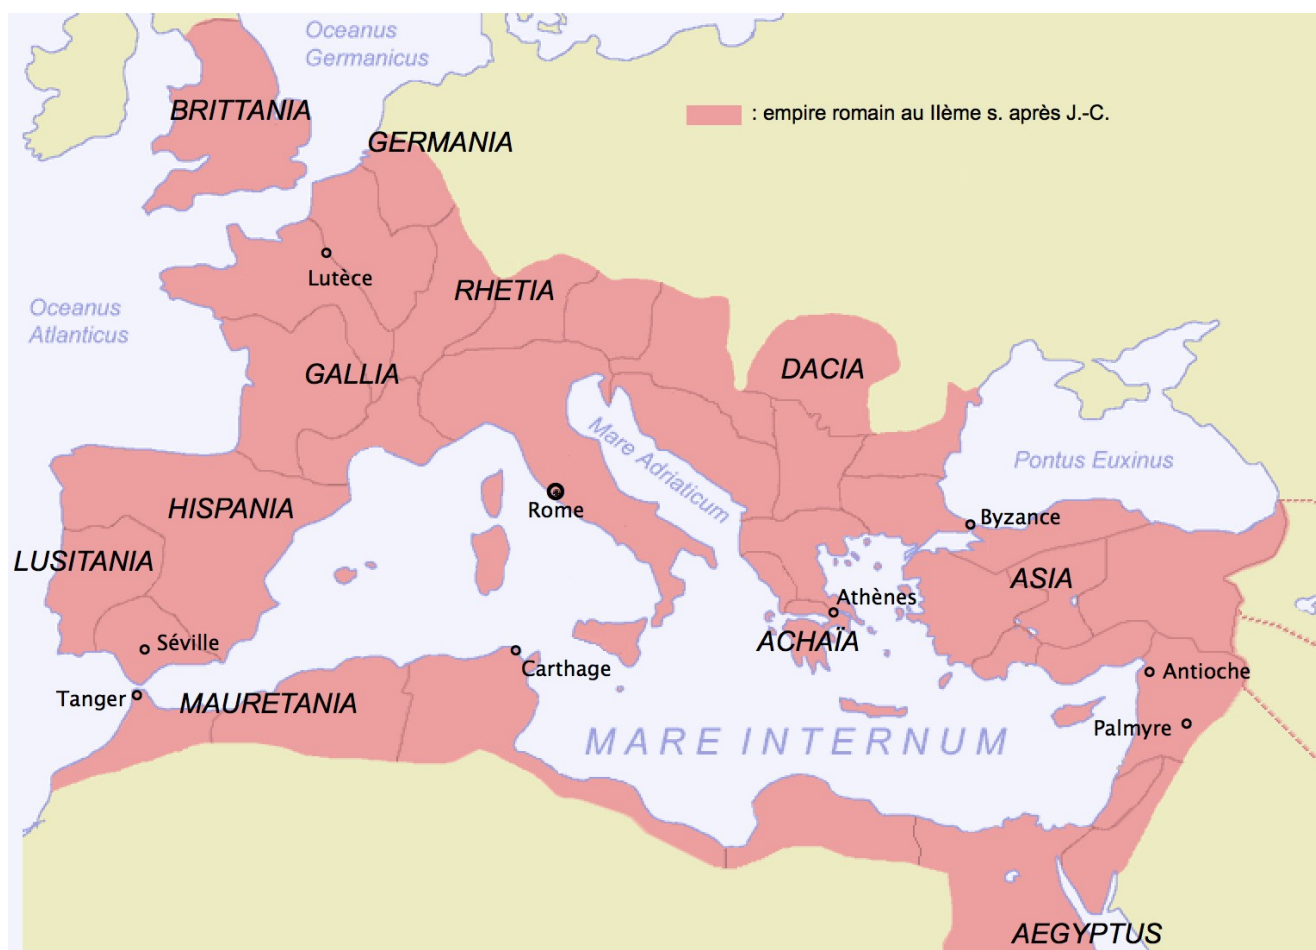 Oceanus
Germanicus
BRITTANIA
: empire romain au IIème s. après J.-C.
GERMANIA
Lutèce
RHETIA
Oceanus
Atlanticus
GALLIA
DACIA
Mare Adriaticum
Pontus Euxinus
HISPANIA
Rome
Byzance
LUSITANIA
ASIA
Athènes
ACHAÏA
Séville
Carthage
Antioche
Tanger
MAURETANIA
Palmyre
MARE INTERNUM
AEGYPTUS